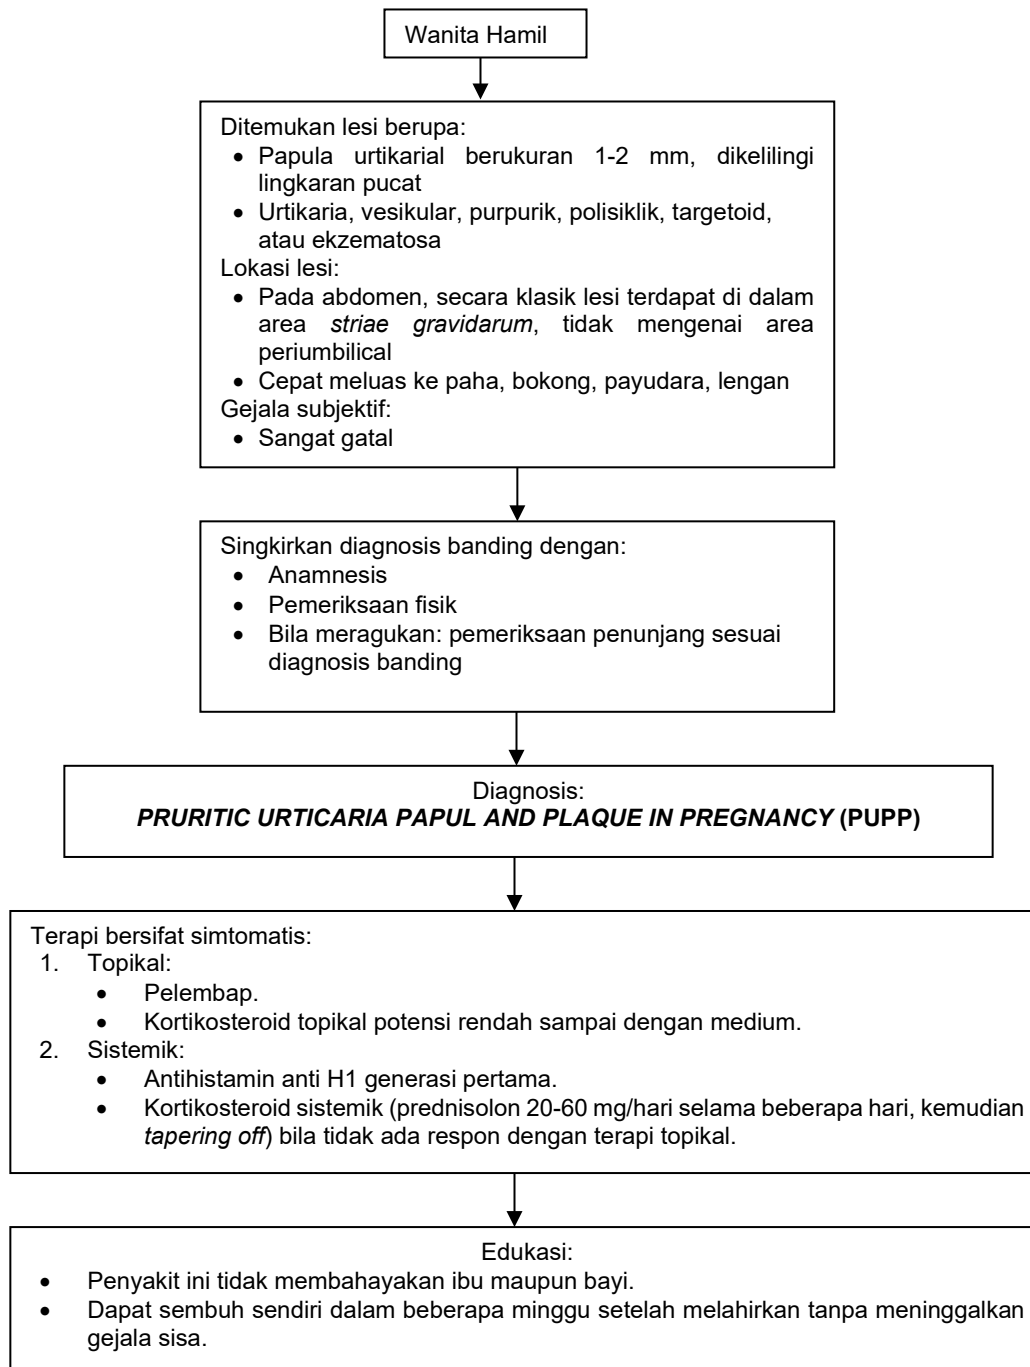 Wanita Hamil
Ditemukan lesi berupa:
• Papula urtikarial berukuran 1-2 mm, dikelilingi
lingkaran pucat
• Urtikaria, vesikular, purpurik, polisiklik, targetoid,
atau ekzematosa
Lokasi lesi:
• Pada abdomen, secara klasik lesi terdapat di dalam
area striae gravidarum, tidak mengenai area
periumbilical
• Cepat meluas ke paha, bokong, payudara, lengan
Gejala subjektif:
• Sangat gatal
Singkirkan diagnosis banding dengan:
• Anamnesis
• Pemeriksaan fisik
• Bila meragukan: pemeriksaan penunjang sesuai
diagnosis banding
Diagnosis:
PRURITIC URTICARIA PAPUL AND PLAQUE IN PREGNANCY (PUPP)
Terapi bersifat simtomatis:
1. Topikal:
• Pelembap.
• Kortikosteroid topikal potensi rendah sampai dengan medium.
2. Sistemik:
• Antihistamin anti H1 generasi pertama.
• Kortikosteroid sistemik (prednisolon 20-60 mg/hari selama beberapa hari, kemudian
tapering off) bila tidak ada respon dengan terapi topikal.
Edukasi:
• Penyakit ini tidak membahayakan ibu maupun bayi.
• Dapat sembuh sendiri dalam beberapa minggu setelah melahirkan tanpa meninggalkan
gejala sisa.